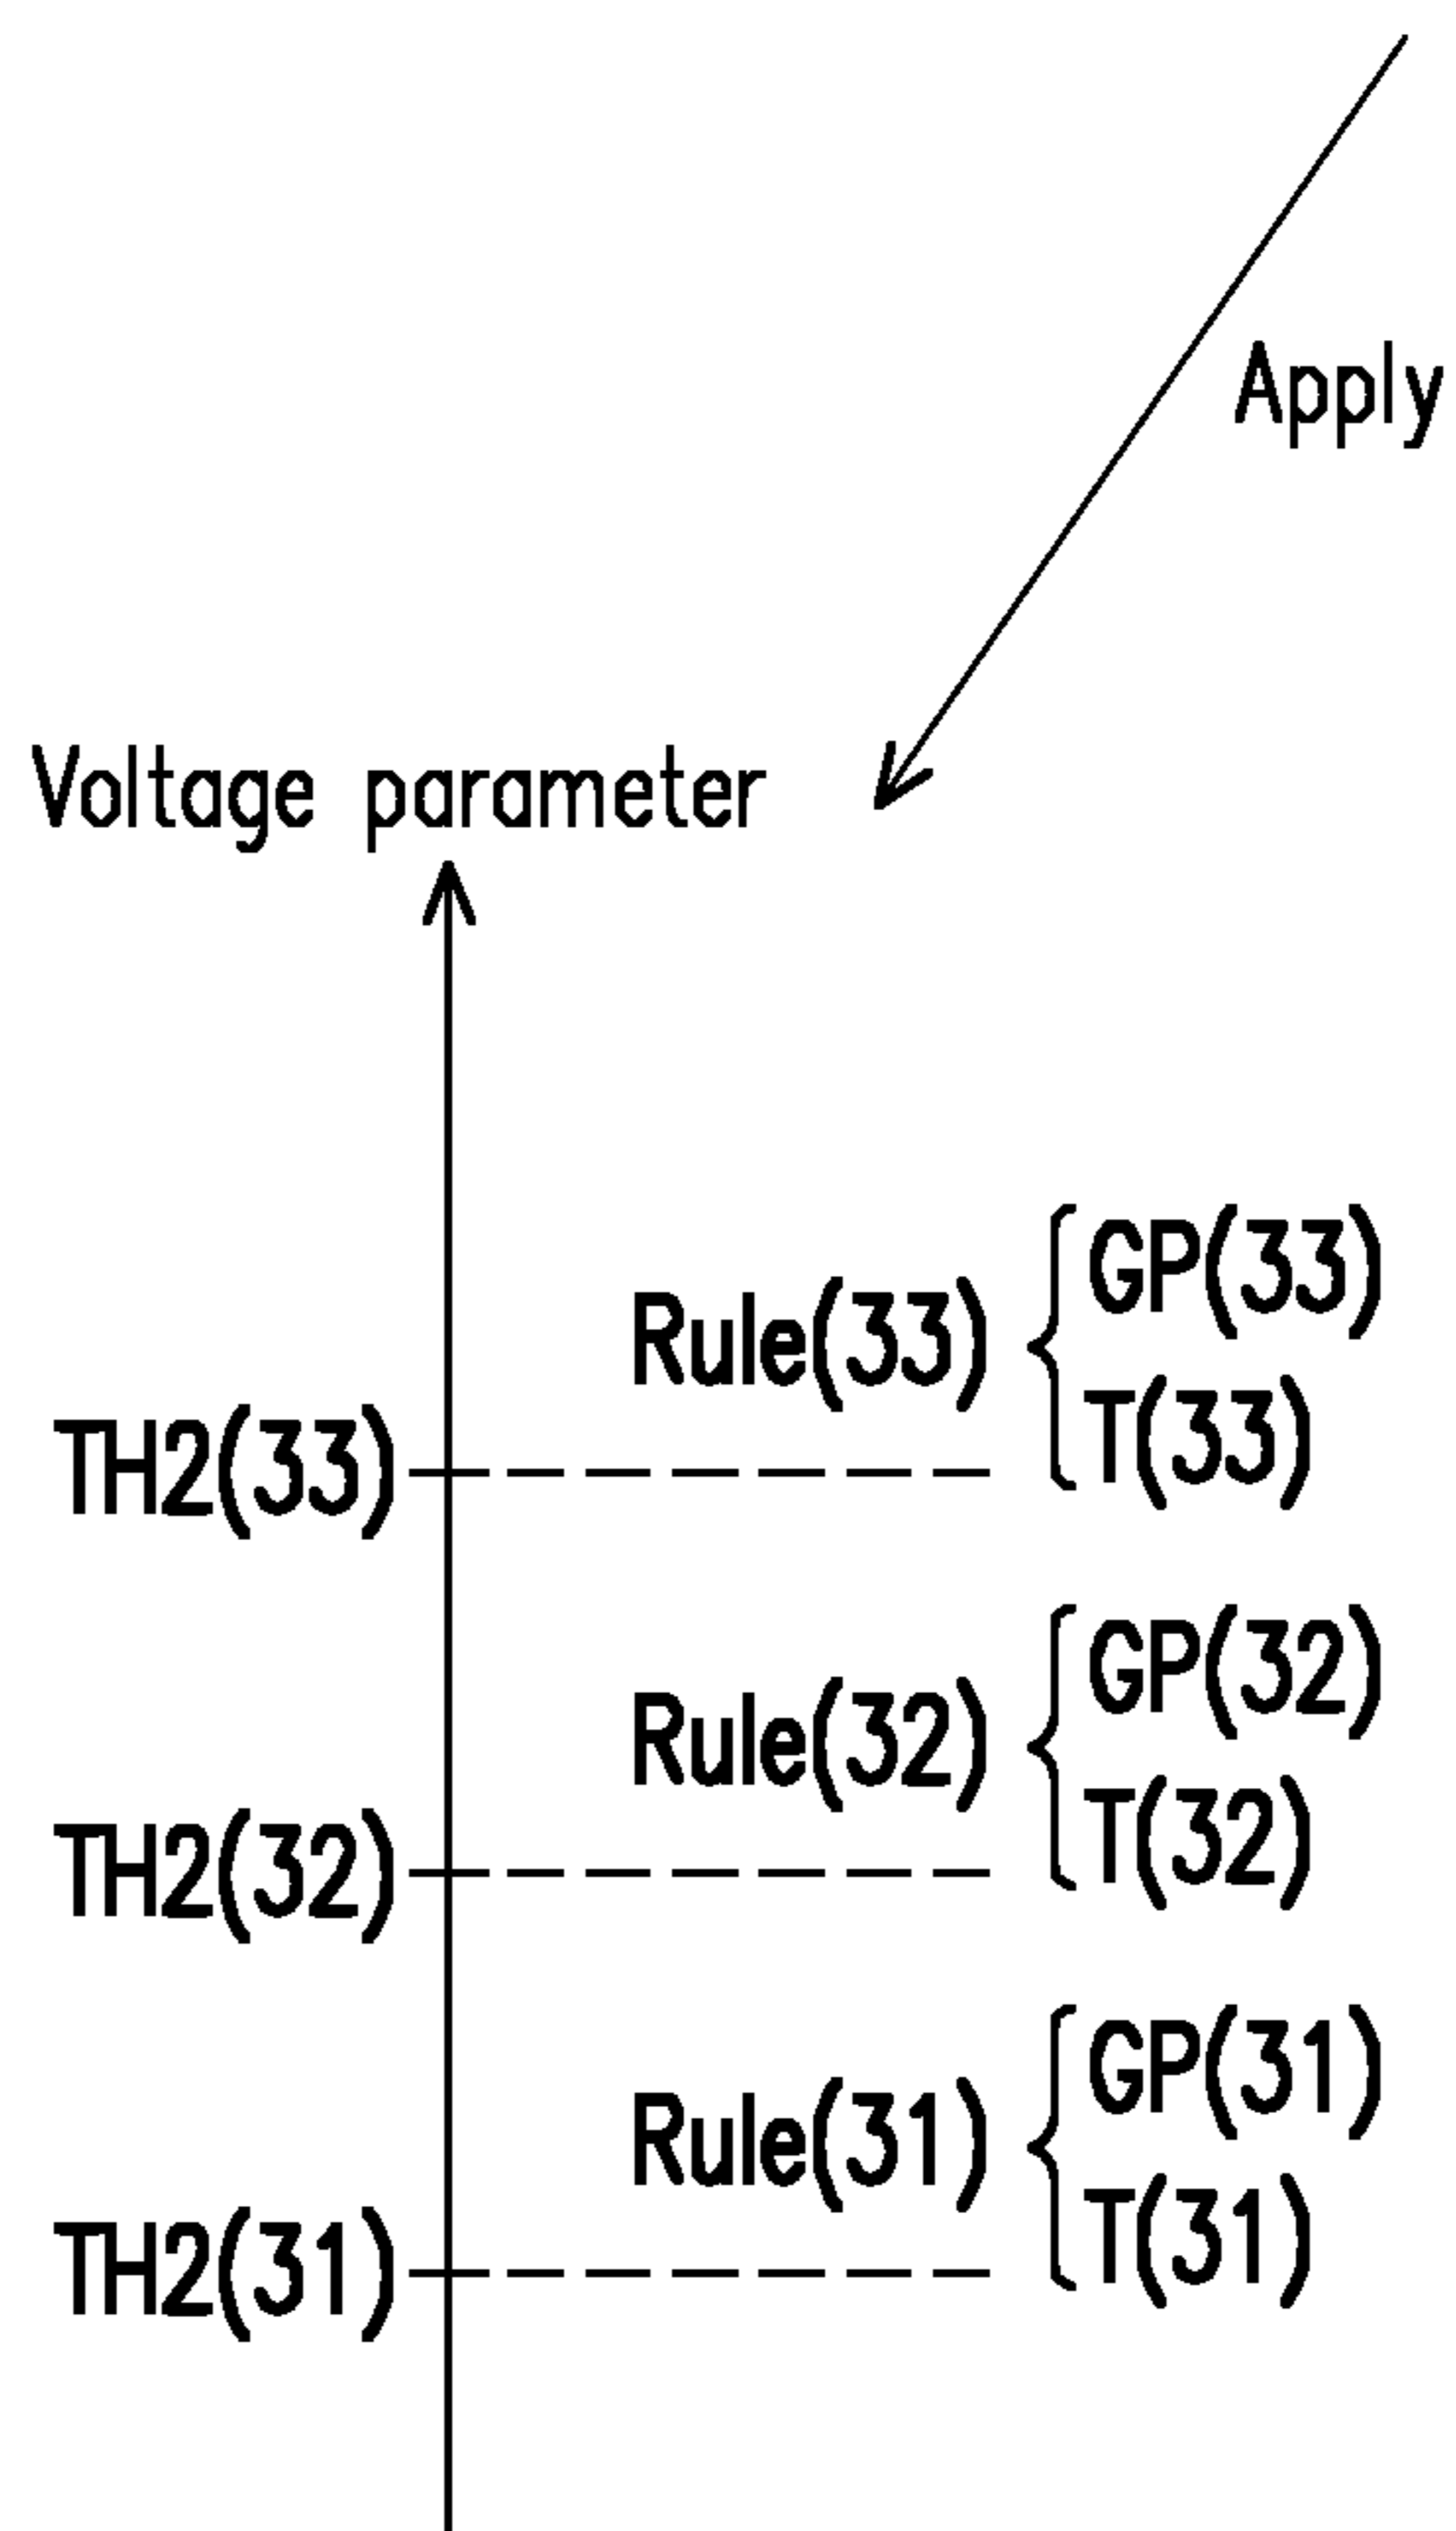 Apply
Voltage parameter
GP(33)
Rule(33)
T(33)
TH2(33)
GP(32)
Rule(32)
T(32)
TH2(32)
GP(31)
Rule(31)
T(31)
TH2(31)